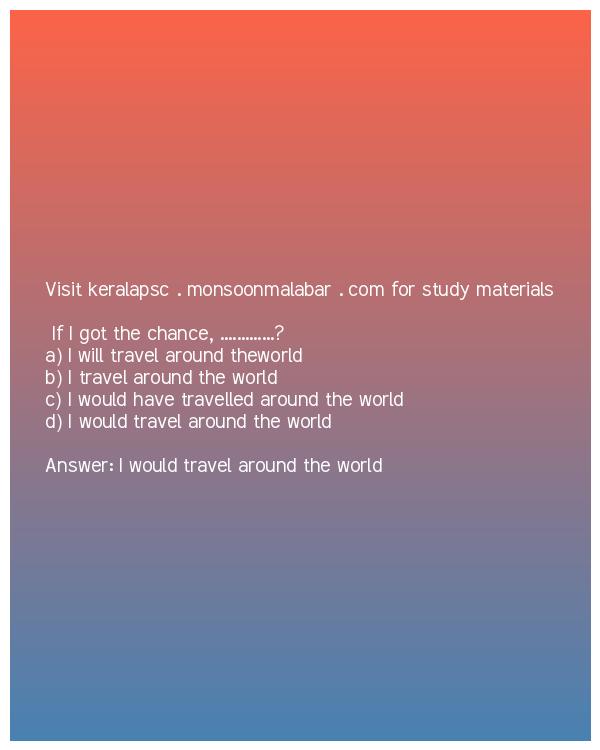 Visit keralapsc . monsoonmalabar . com for study materials
If I got the chance, .............?
a) I will travel around theworld
b) I travel around the world
c) I would have travelled around the world
d) I would travel around the world
Answer: I would travel around the world